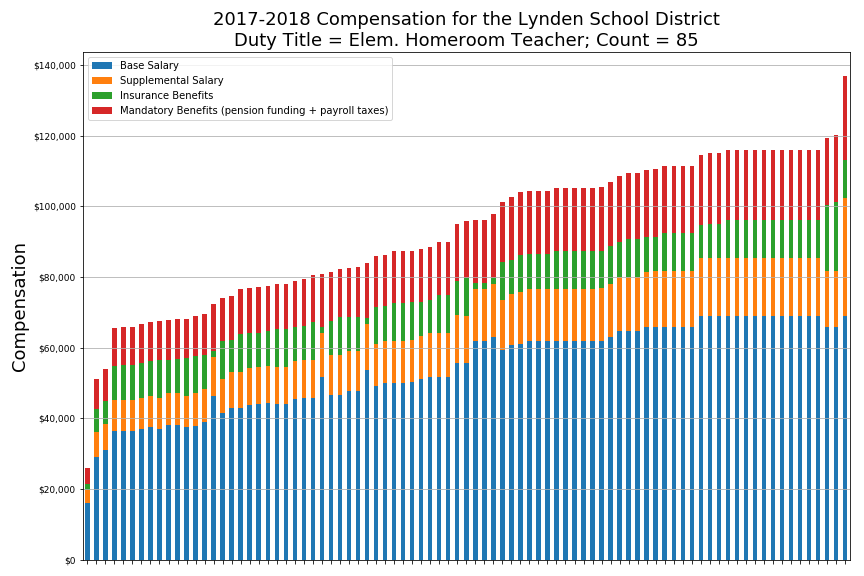 2017-2018 Compensation for the Lynden School District
Duty Title = Elem. Homeroom Teacher; Count = 85
Base Salary
Supplemental Salary
Insurance Benefits
Mandatory Benefits (pension funding + payroll taxes)
Compensation
$140,000
$120,000
$100,000
$80,000
$60,000
$40,000
$20,000
$0